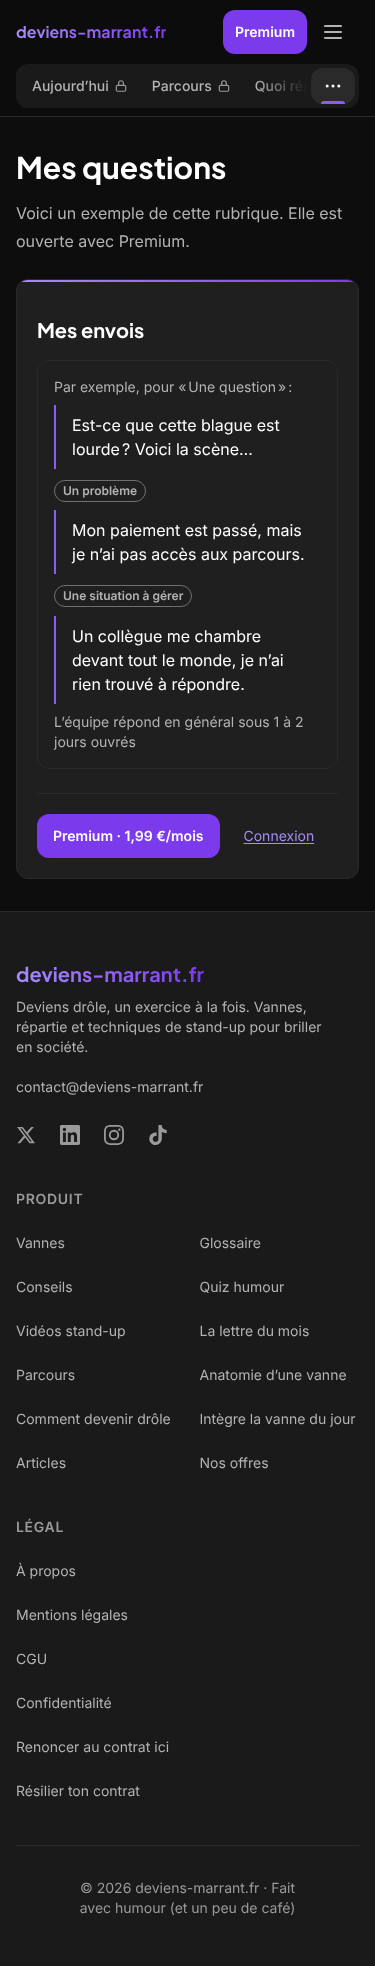 deviens-marrant.fr
Premium
Aujourd’hui
Parcours
Quoi
Mes questions
Voici un exemple de cette rubrique. Elle est
ouverte avec Premium.
Mes envois
Par exemple, pour « Une question » :
Est-ce que cette blague est
lourde ? Voici la scène…
Un problème
Mon paiement est passé, mais
je n’ai pas accès aux parcours.
Une situation à gérer
Un collègue me chambre
devant tout le monde, je n’ai
rien trouvé à répondre.
L’équipe répond en général sous 1 à 2
jours ouvrés
Premium · 1,99 €/mois
Connexion
deviens-marrant.fr
Deviens drôle, un exercice à la fois. Vannes,
répartie et techniques de stand-up pour briller
en société.
contact@deviens-marrant.fr
PRODUIT
Vannes
Glossaire
Conseils
Quiz humour
Vidéos stand-up
La lettre du mois
Parcours
Anatomie d’une vanne
Comment devenir drôle
Intègre la vanne du jour
Articles
Nos offres
LÉGAL
À propos
Mentions légales
CGU
Confidentialité
Renoncer au contrat ici
Résilier ton contrat
© 2026 deviens-marrant.fr · Fait
avec humour (et un peu de café)